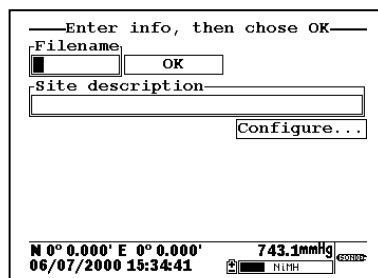 Enter info, then chose OK
Filename
OK
Site description
Configure...
N 0° 0.000' E 0° 0.000' 743.1mmHg
06/07/2000 15:34:41 NiMH